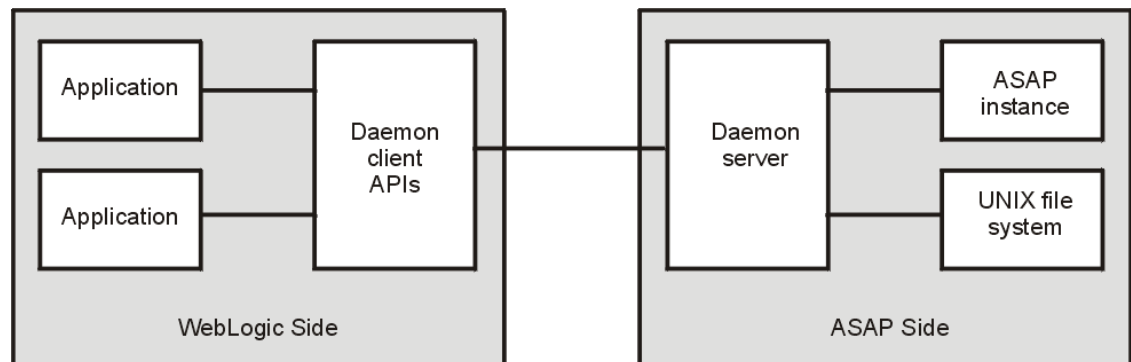 Application
Application
Daemon
client
APIs
WebLogic Side
Daemon
server
ASAP
instance
UNIX file
system
ASAP Side